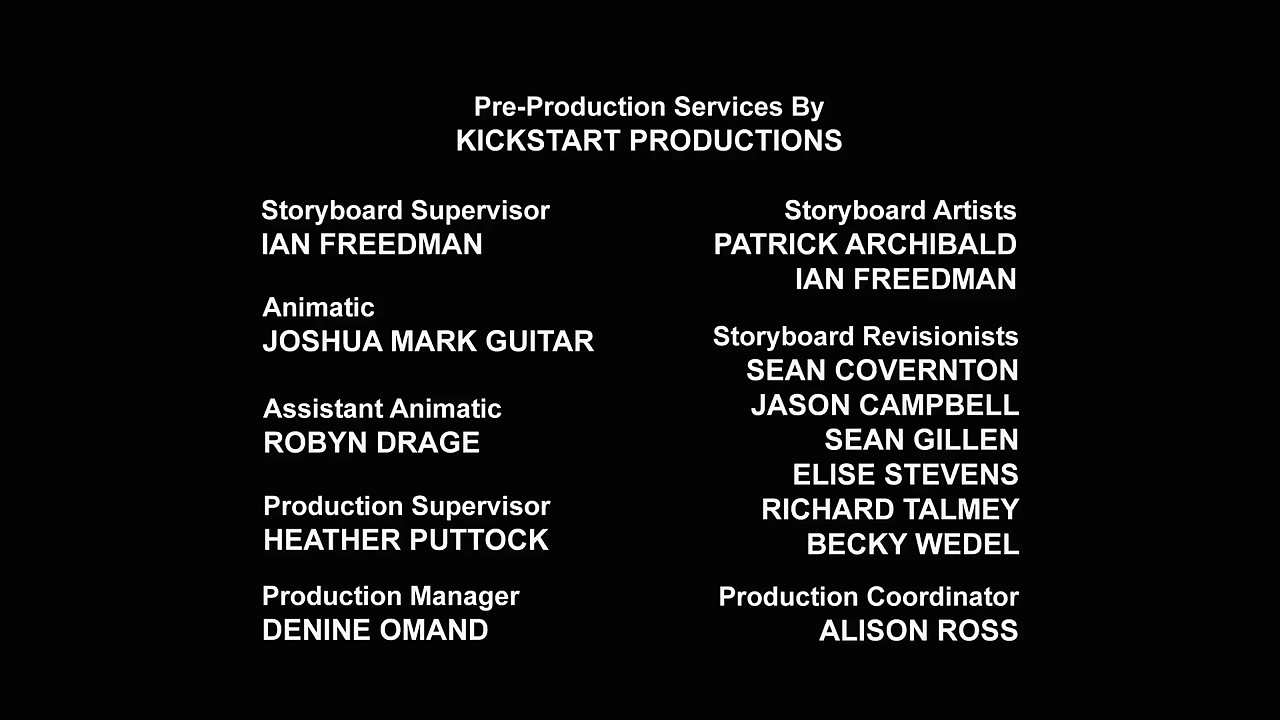 Pre-Production Services By
KICKSTART PRODUCTIONS
Storyboard Supervisor
IAN FREEDMAN
Animatic
JOSHUA MARK GUITAR
Assistant Animatic
ROBYN DRAGE
Production Supervisor
HEATHER PUTTOCK
Production Manager
DENINE OMAND
Storyboard Artists
PATRICK ARCHIBALD
IAN FREEDMAN
Storyboard Revisionists
SEAN COVERNTON
JASON CAMPBELL
SEAN GILLEN
ELISE STEVENS
RICHARD TALMEY
BECKY WEDEL
Production Coordinator
ALISON ROSS